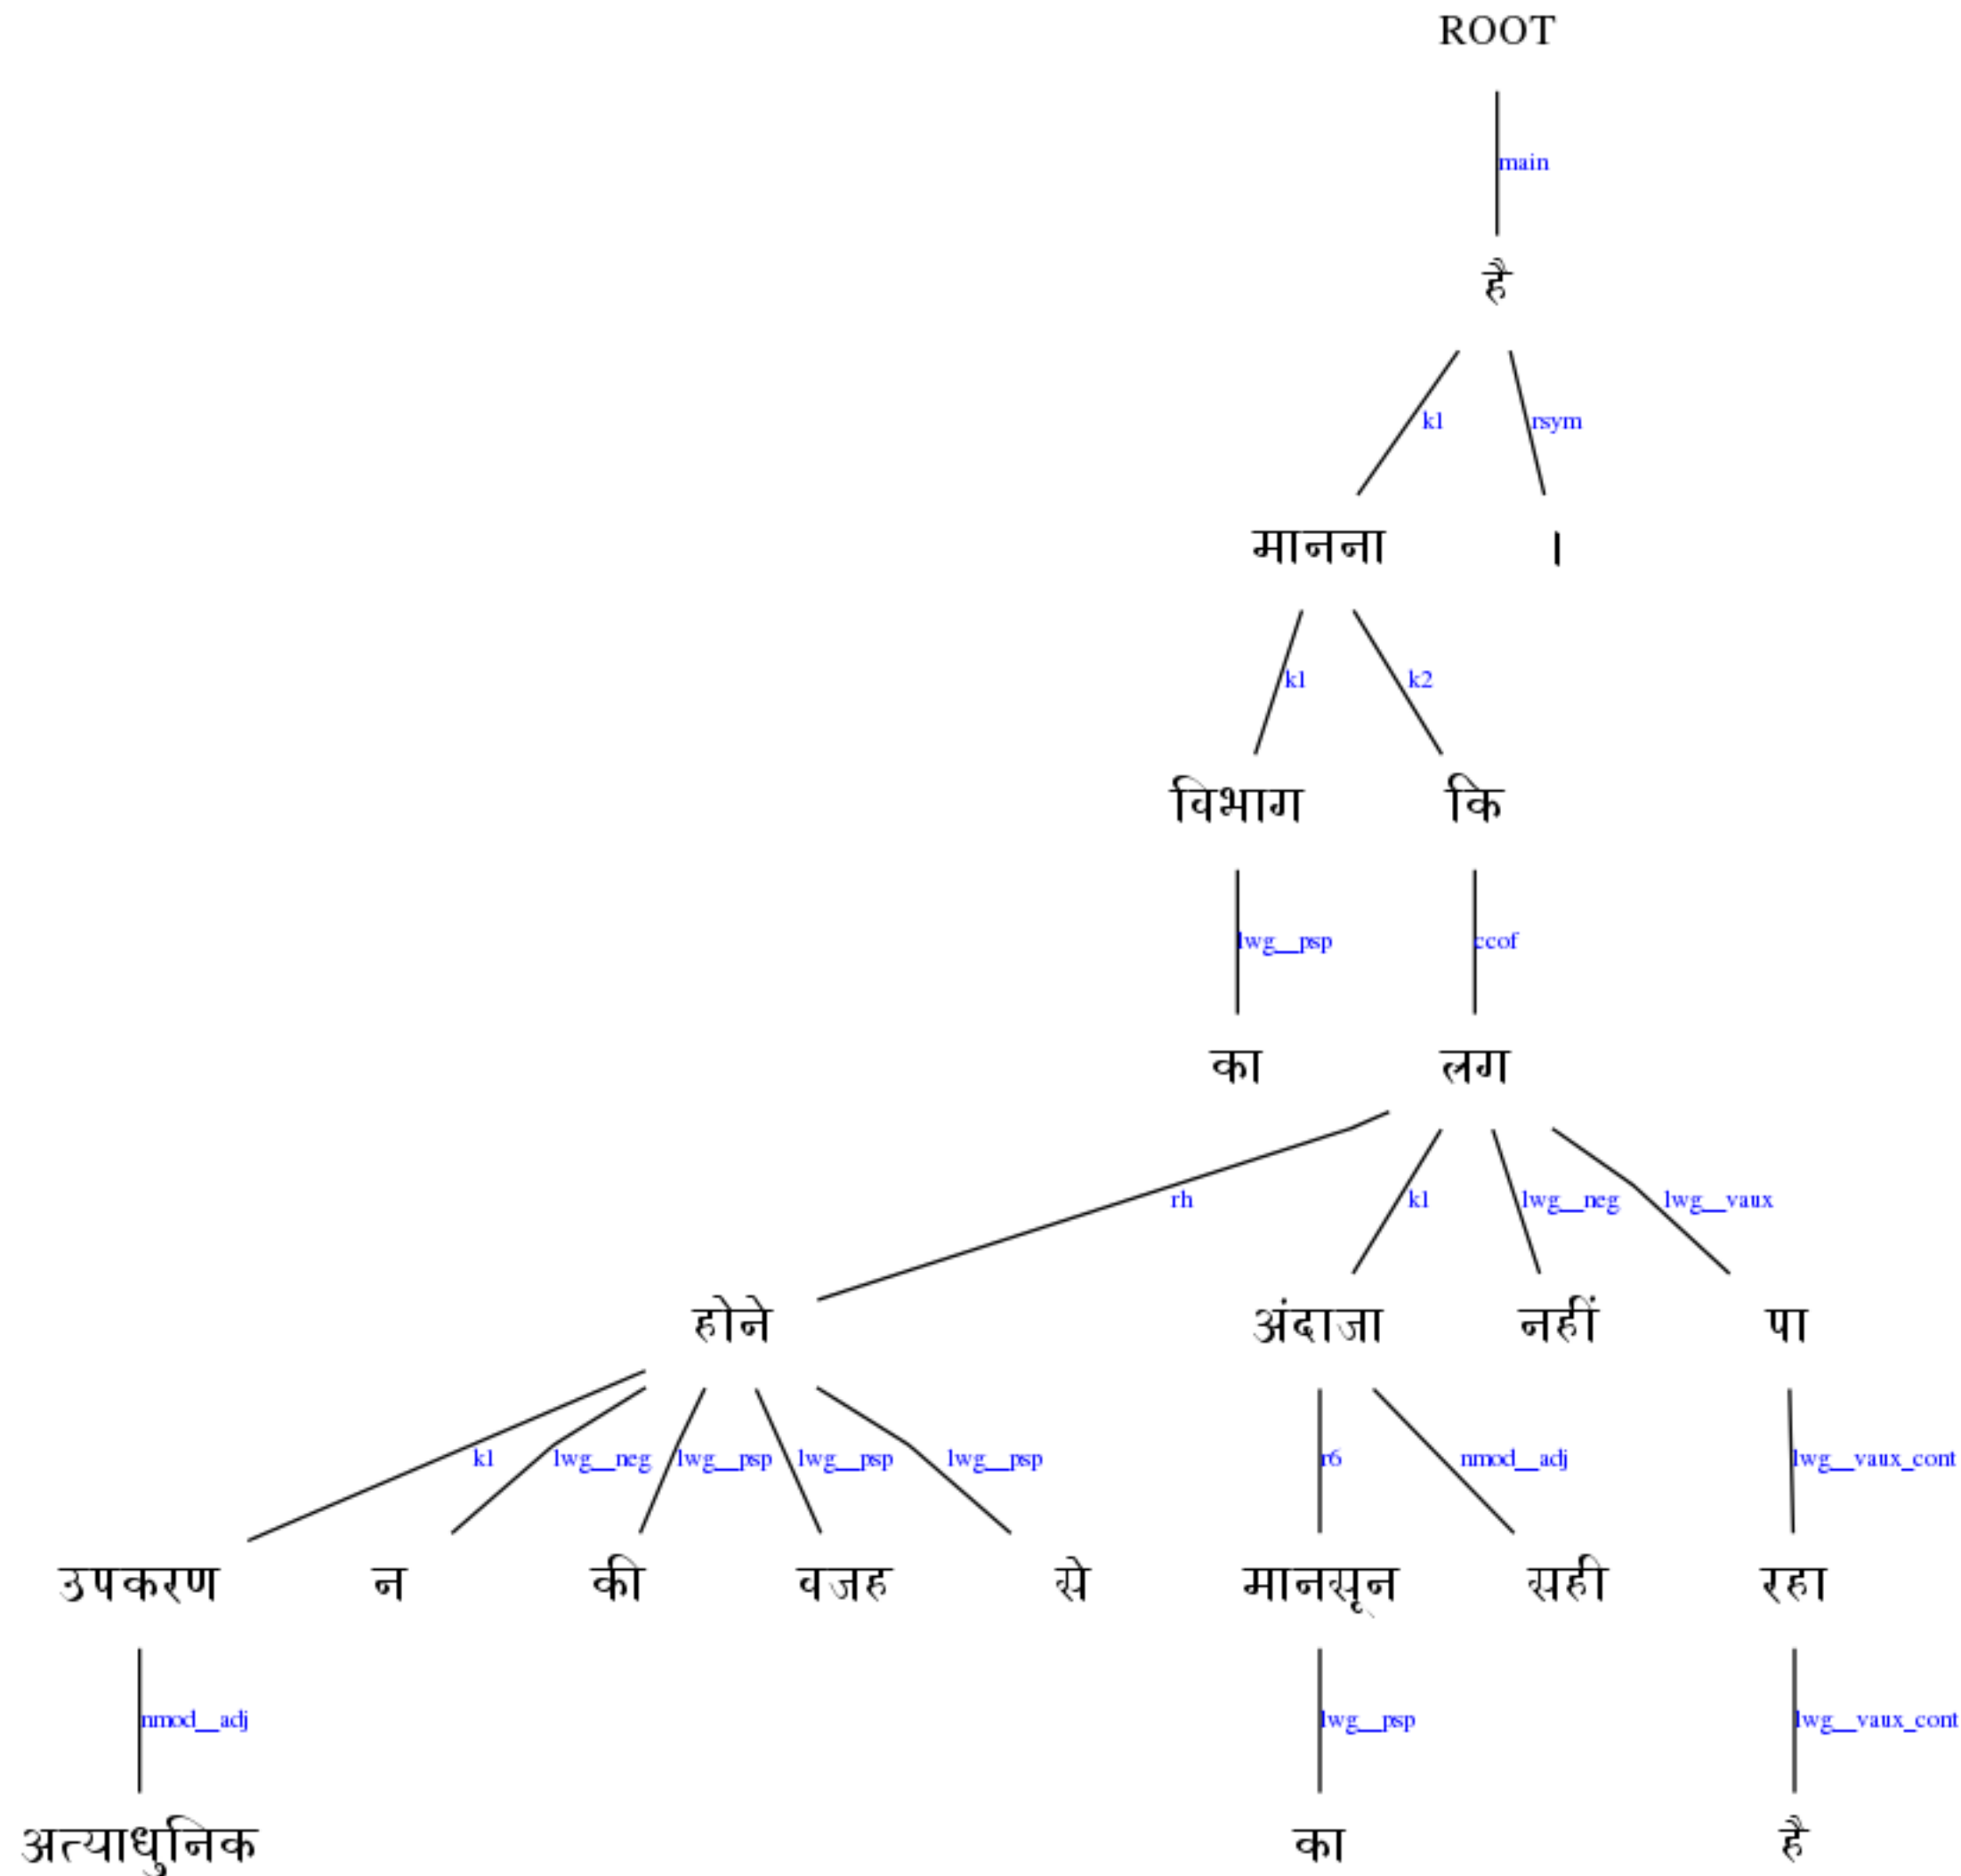 ROOT
main
है
k1 rsym
मानना ।
k1 k2
विभाग कि
lwg__psp ccof
का लग
rh k1 lwg__neg lwg__vaux
होने अंदाजा नहीं पा
k1 lwg__neg lwg__psp lwg__psp lwg__psp r6 nmod__adj lwg__vaux_cont
उपकरण न की वजह से मानसून सही रहा
nmod__adj lwg__psp lwg__vaux_cont
अत्याधुनिक का है